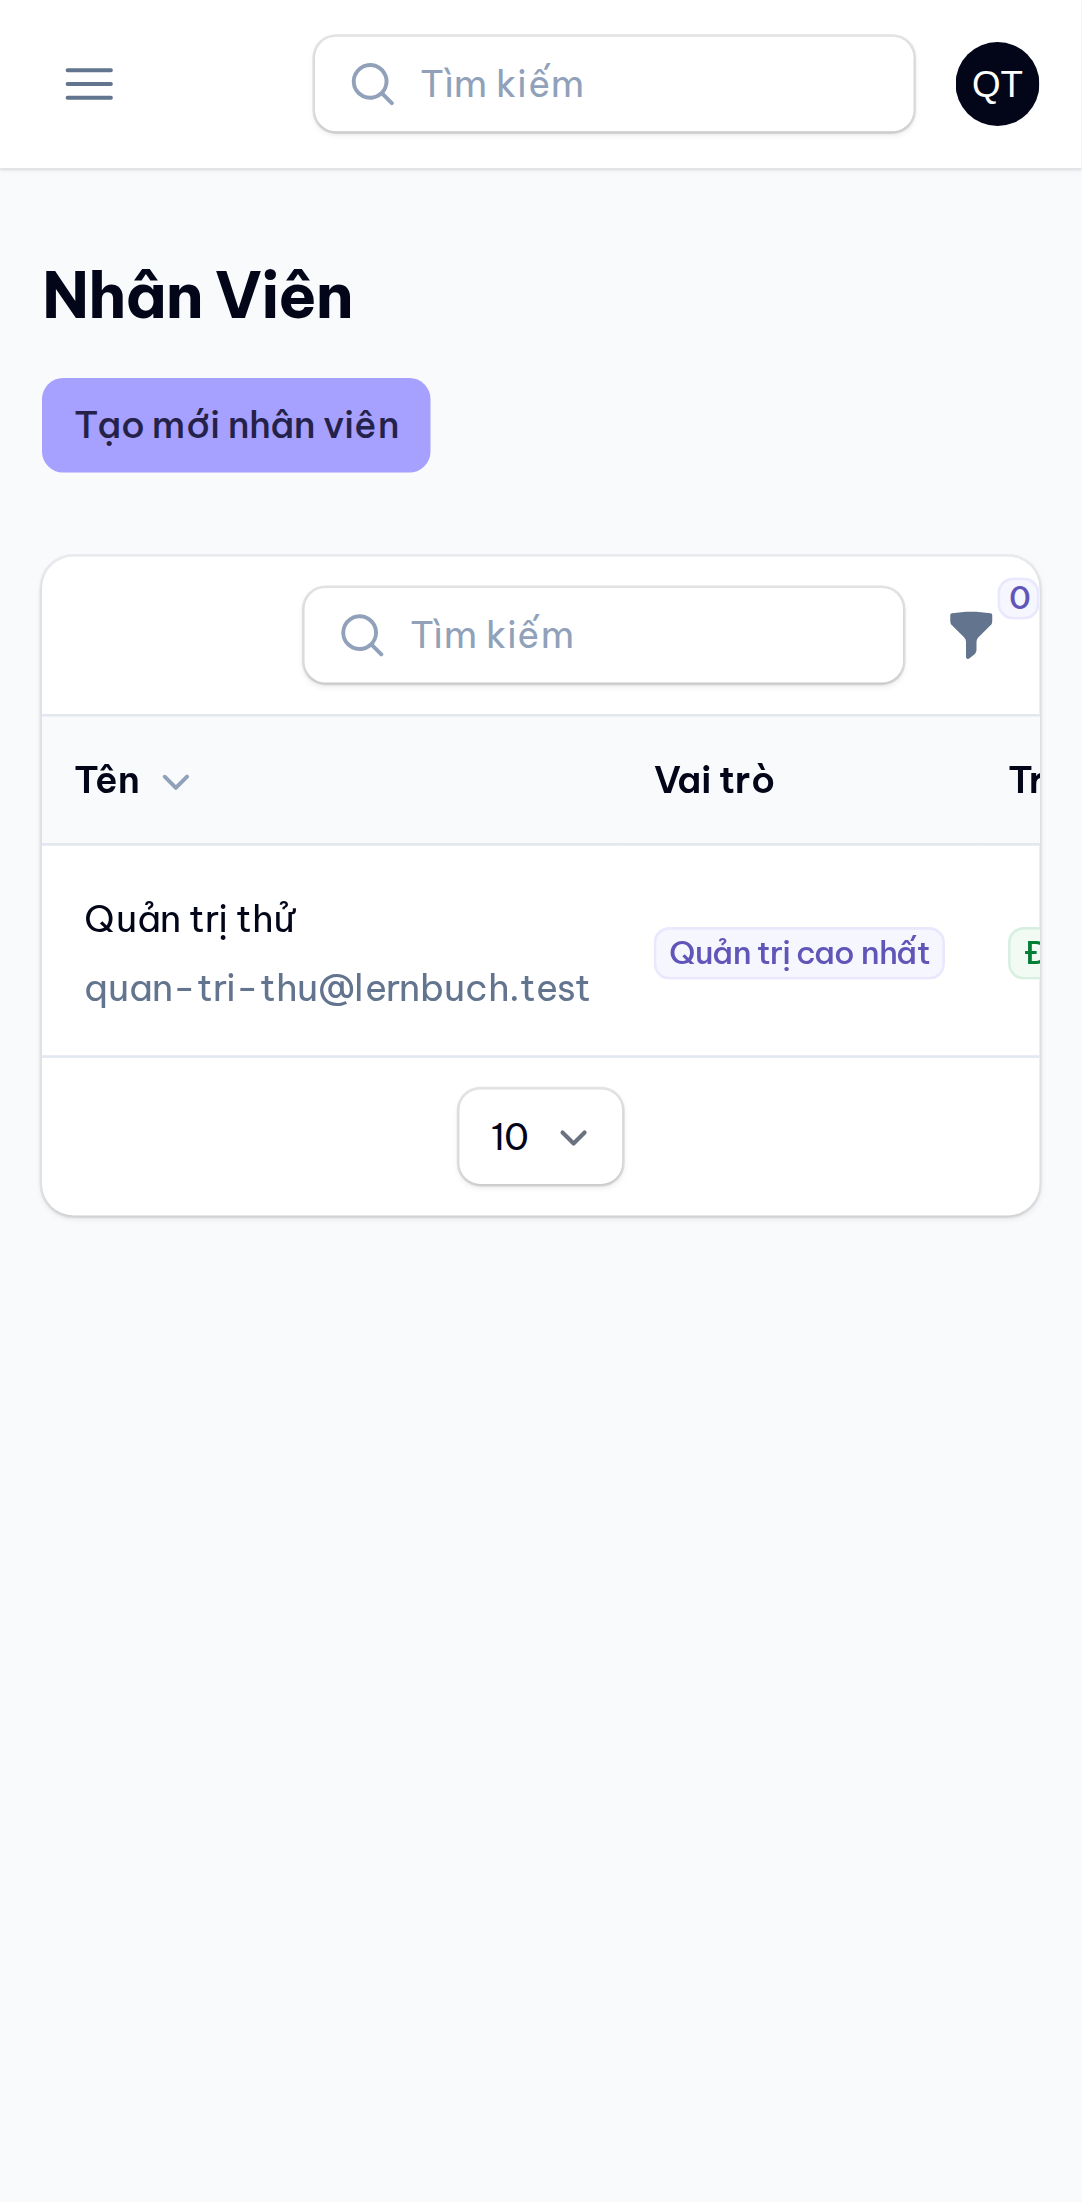 Tìm kiếm
QT
Nhân Viên
Tạo mới nhân viên
Tìm kiếm
0
Tên
Vai trò
Quản trị thử
quan-tri-thu@lernbuch.test
Quản trị cao nhất
10